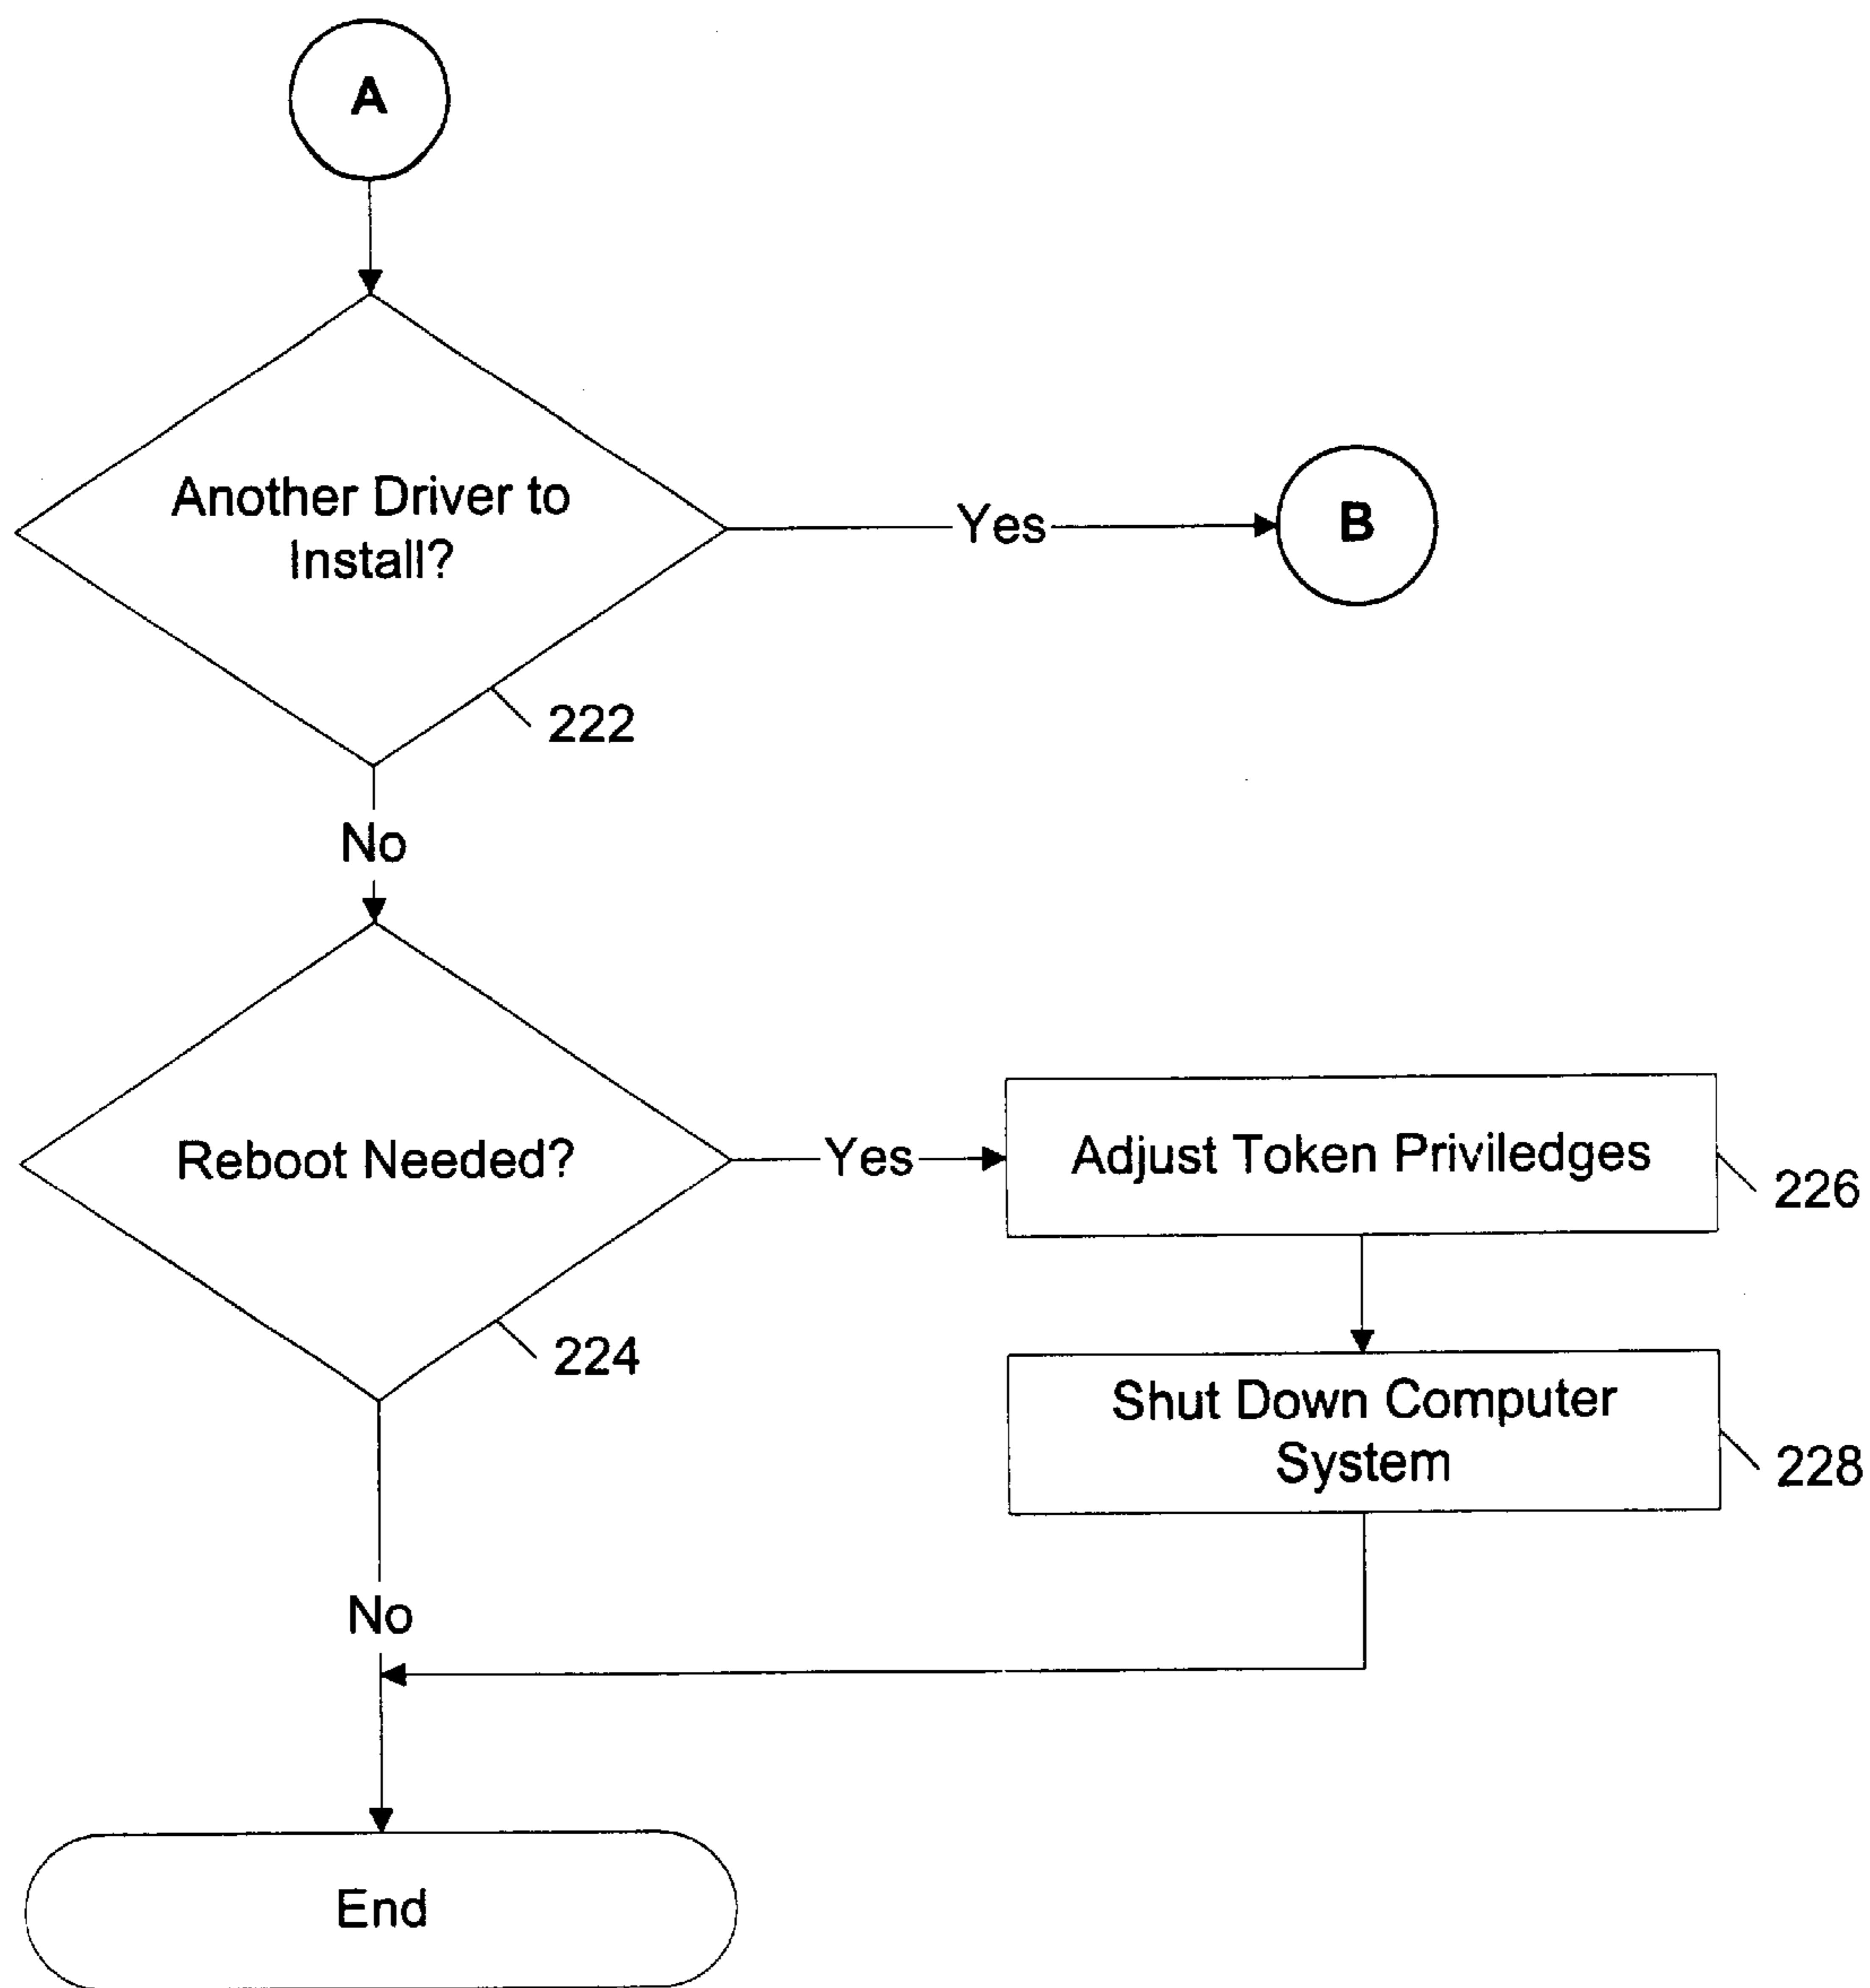 A
Another Driver to
Install?
Yes
B
222
No
Reboot Needed?
Yes
Adjust Token Priviledges
226
224
Shut Down Computer
System
228
No
End